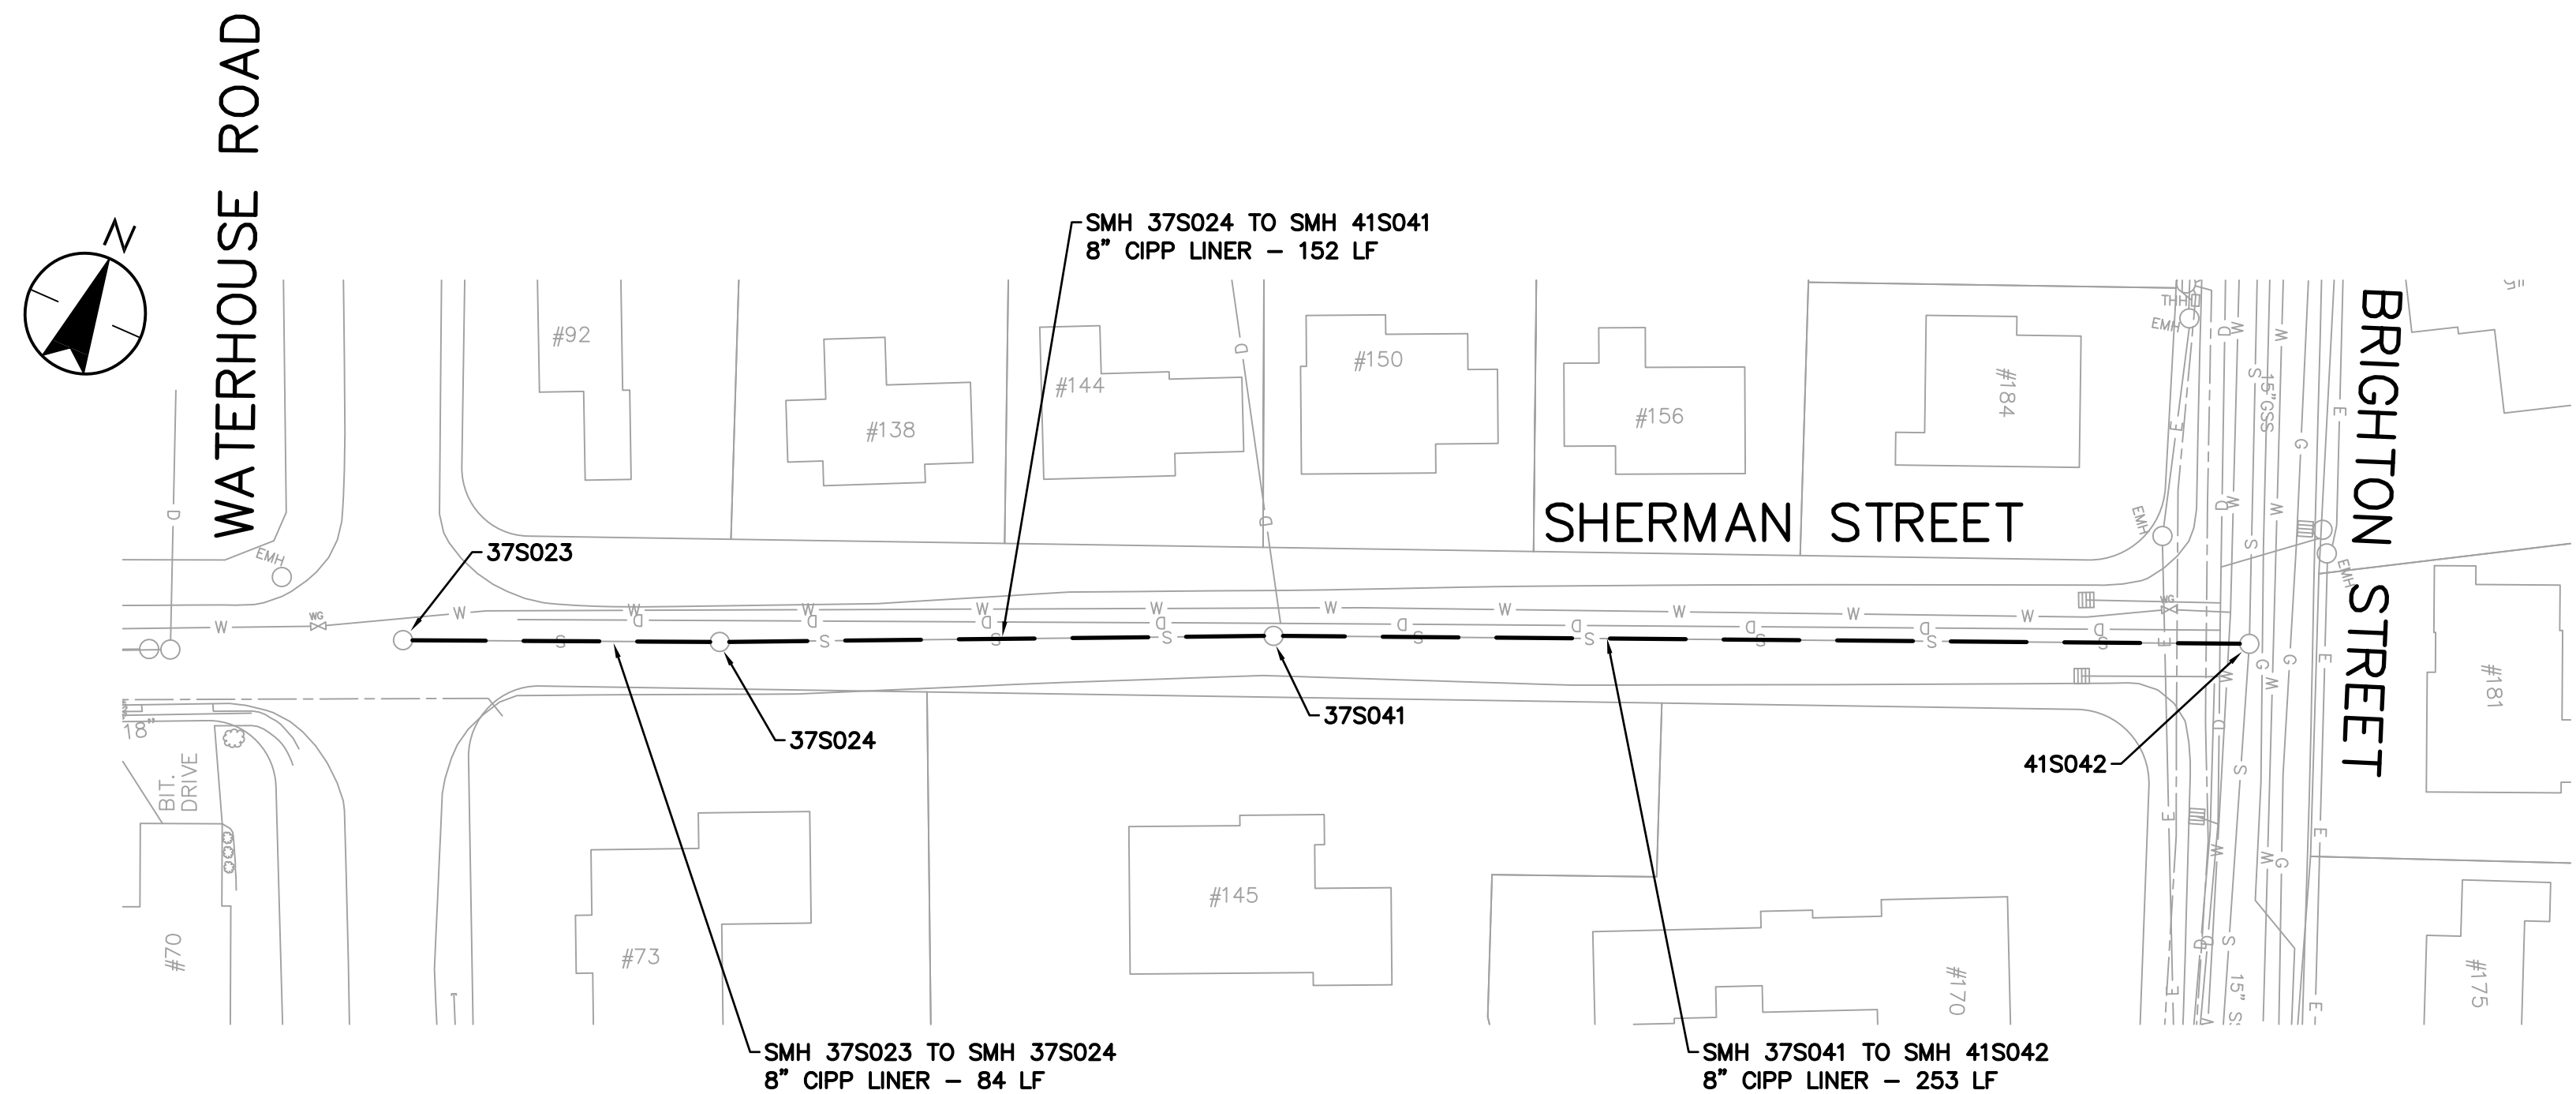 WATERHOUSE ROAD
N
SMH 37S024 TO SMH 41S041
8" CIPP LINER - 152 LF
BRIGHTON STREET
#92
#138
#144
#150
#156
#184
THH
EMH
15" GSS
SHERMAN STREET
EMH
EMH
EMH
37S023
WG
WG
W W W W W W W W W W W
D D D D D D D D D
S S S S S S S S S
37S024
37S041
41S042
18"
BIT.
DRIVE
#70
#73
#145
#170
#181
#175
15" S
SMH 37S023 TO SMH 37S024
8" CIPP LINER - 84 LF
SMH 37S041 TO SMH 41S042
8" CIPP LINER - 253 LF